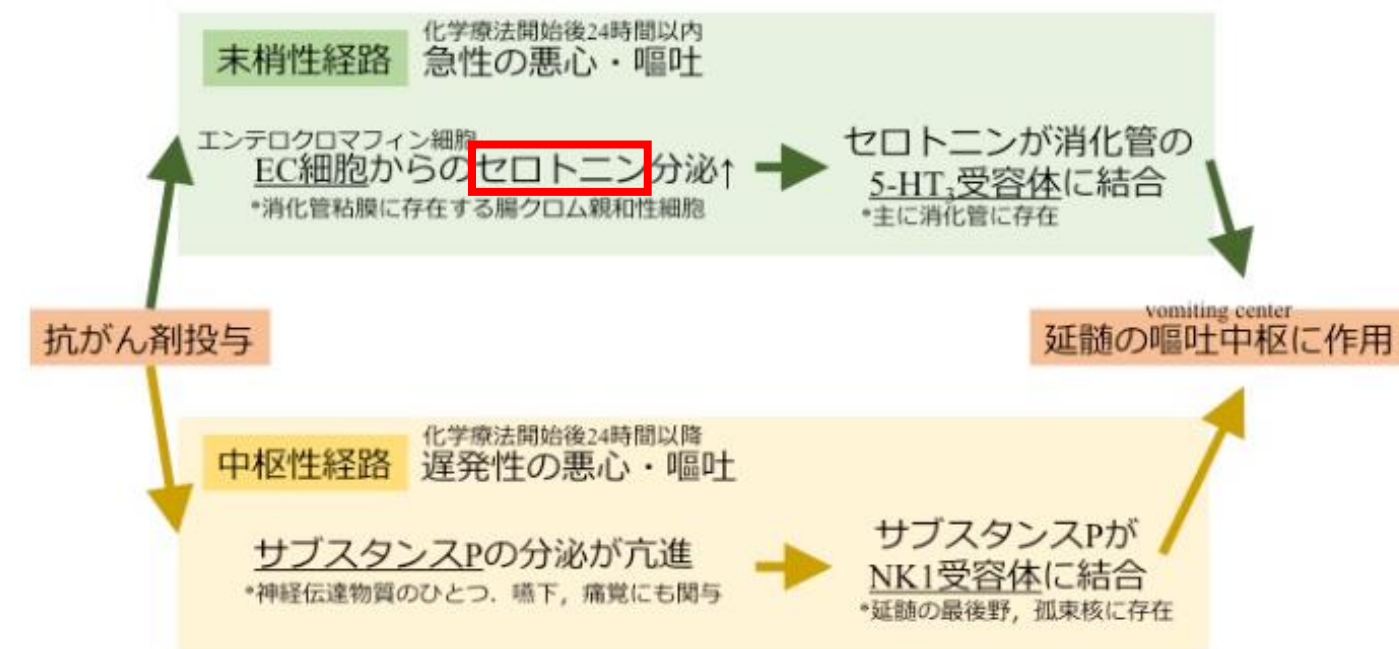 化学療法開始後24時間以内
末梢性経路 急性の悪心・嘔吐
エンテロクロマフィン細胞
EC細胞からのセロトニン分泌↑
*消化管粘膜に存在する腸クロム親和性細胞
セロトニンが消化管の
5-HT₃受容体に結合
*主に消化管に存在
抗がん剤投与
vomiting center
延髄の嘔吐中枢に作用
化学療法開始後24時間以降
中枢性経路 遅発性の悪心・嘔吐
サブスタンスPの分泌が亢進
*神経伝達物質のひとつ．嚥下，痛覚にも関与
サブスタンスPが
NK1受容体に結合
*延髄の最後野，孤束核に存在